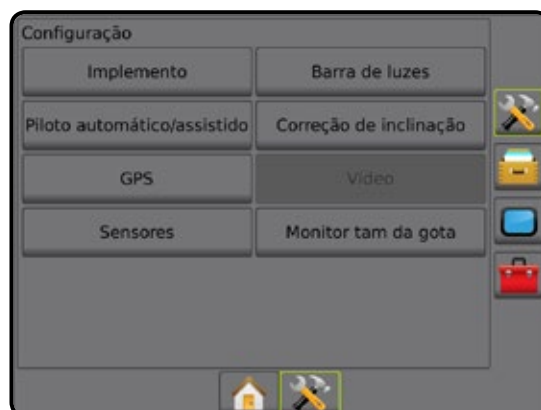 Configuração
Implemento
Barra de luzes
Piloto automático/assistido
Correção de inclinação
GPS
Vídeo
Sensores
Monitor tam da gota